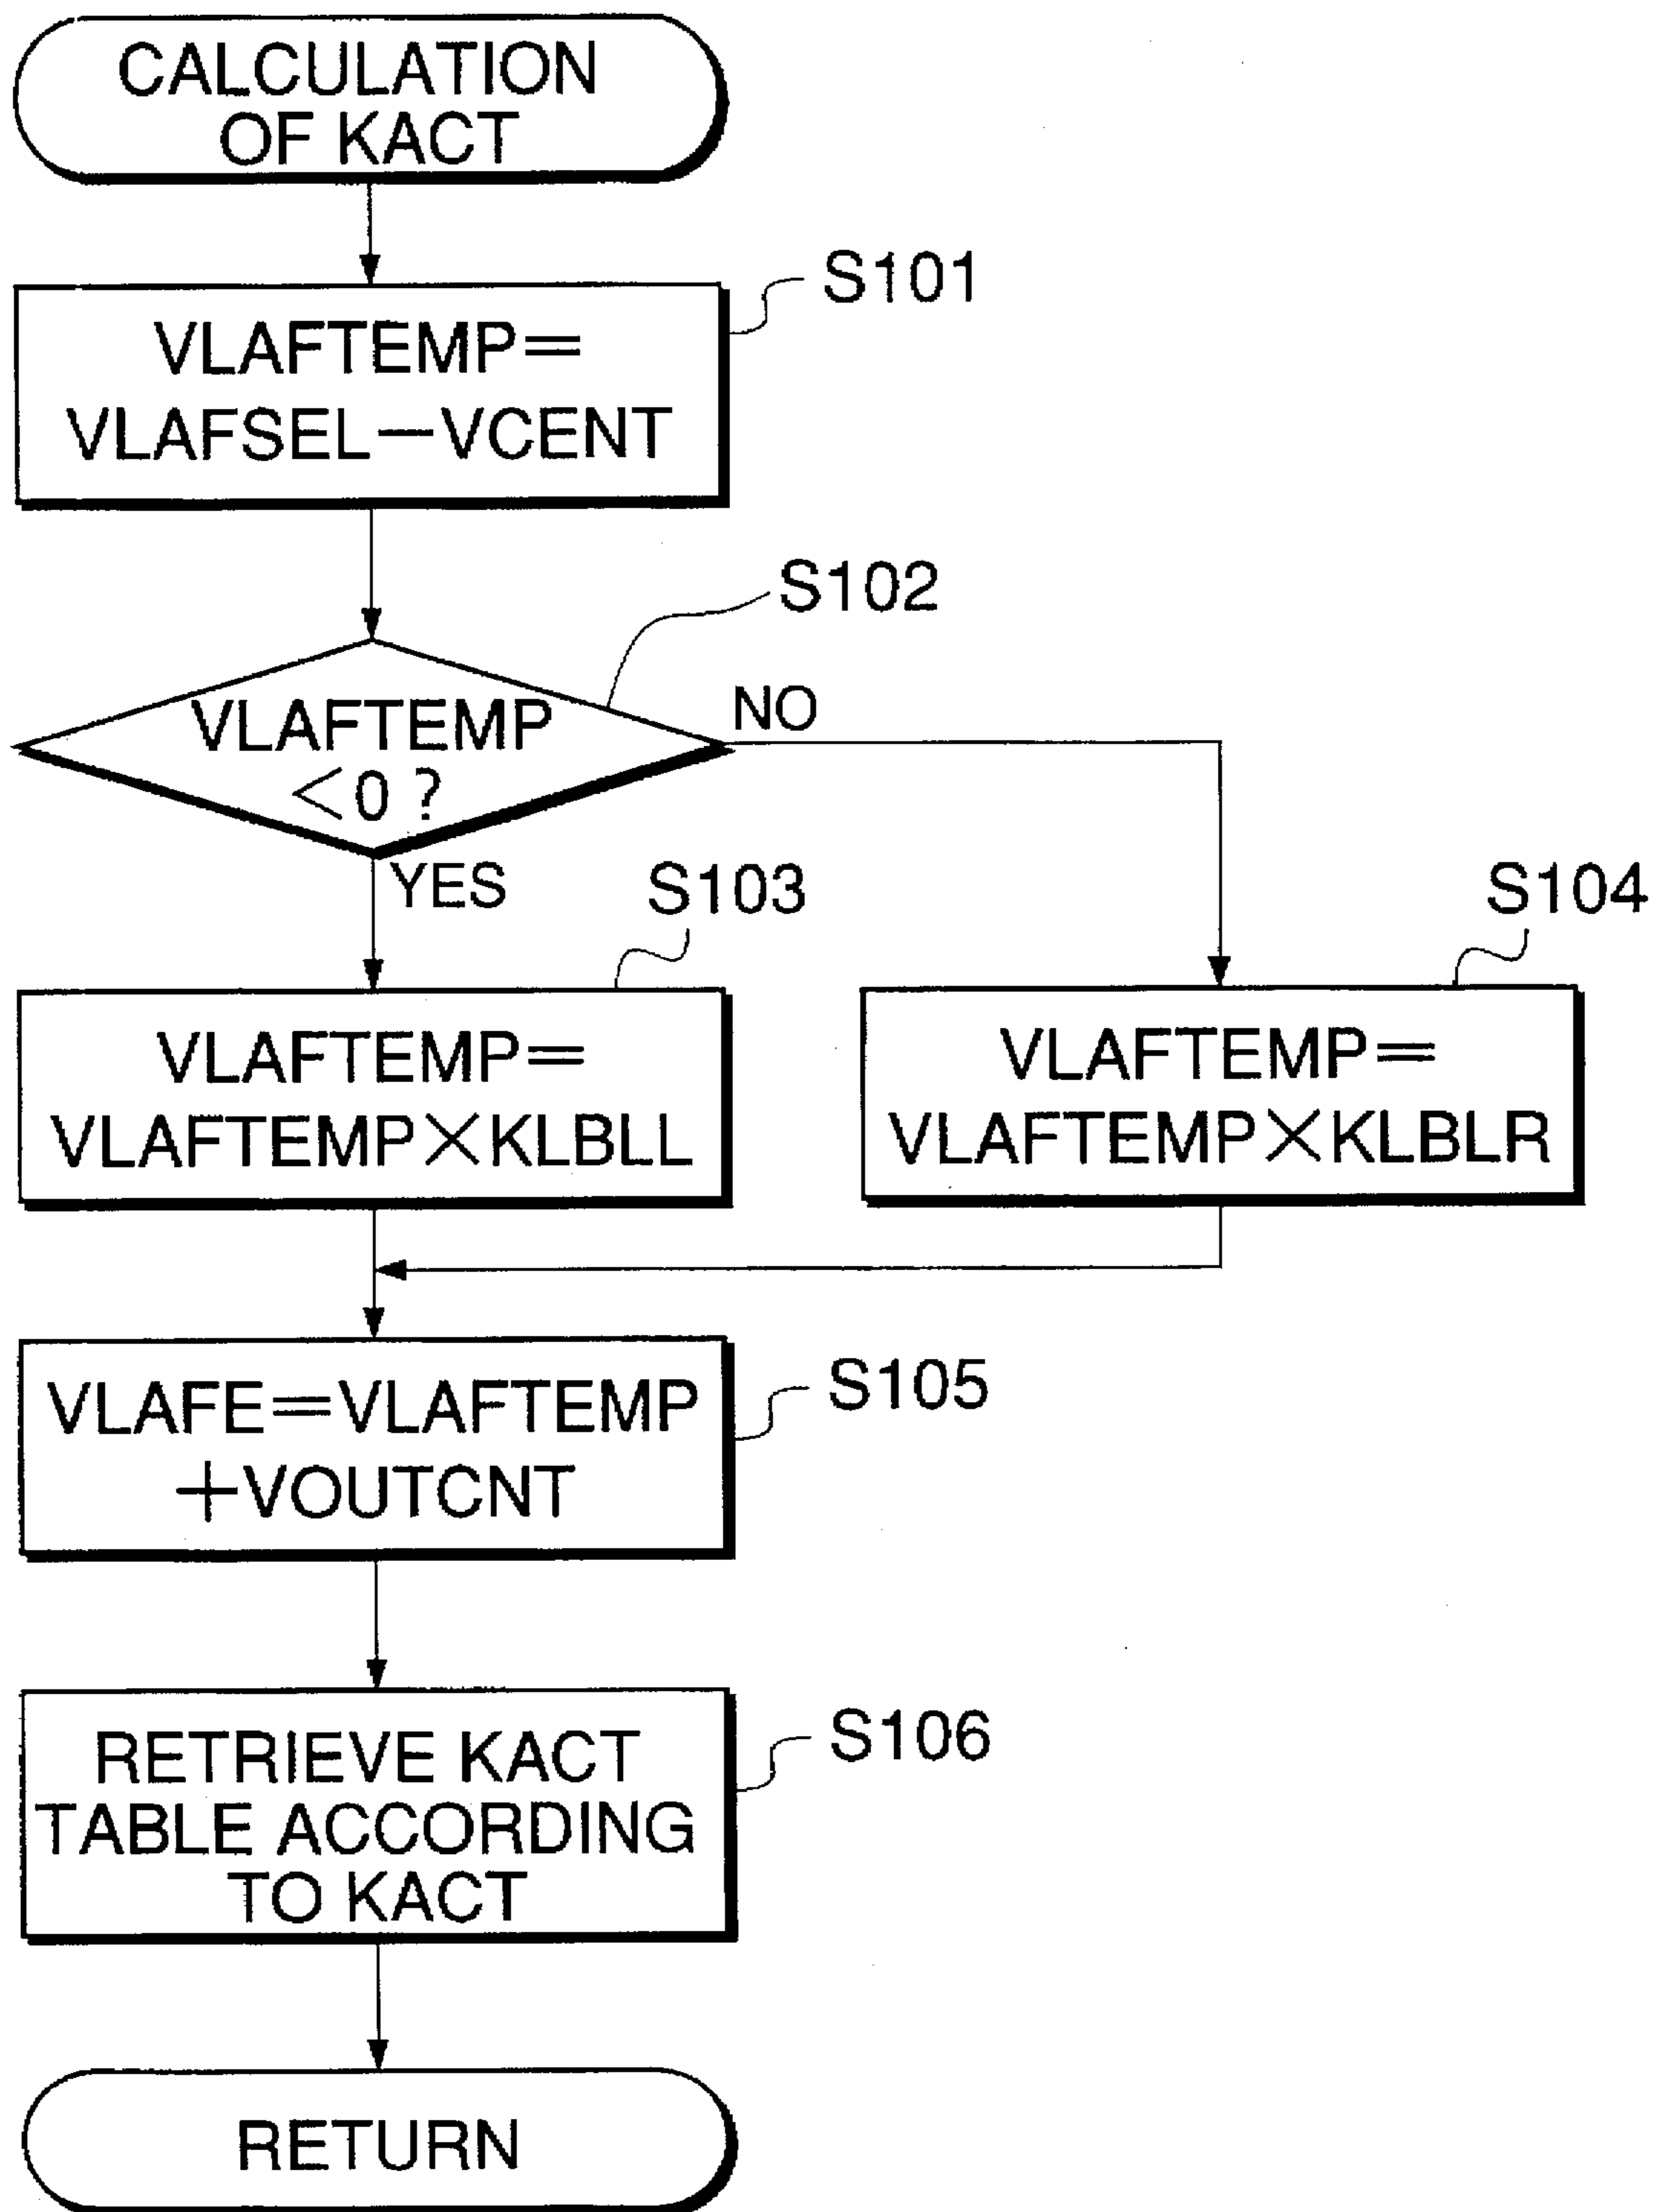 CALCULATION
OF KACT
S101
VLAFTEMP=
VLAFSEL-VCENT
S102
VLAFTEMP
<0 ?
NO
YES
S103
S104
VLAFTEMP=
VLAFTEMP×KLBLL
VLAFTEMP=
VLAFTEMP×KLBLR
S105
VLAFE=VLAFTEMP
+VOUTCNT
S106
RETRIEVE KACT
TABLE ACCORDING
TO KACT
RETURN